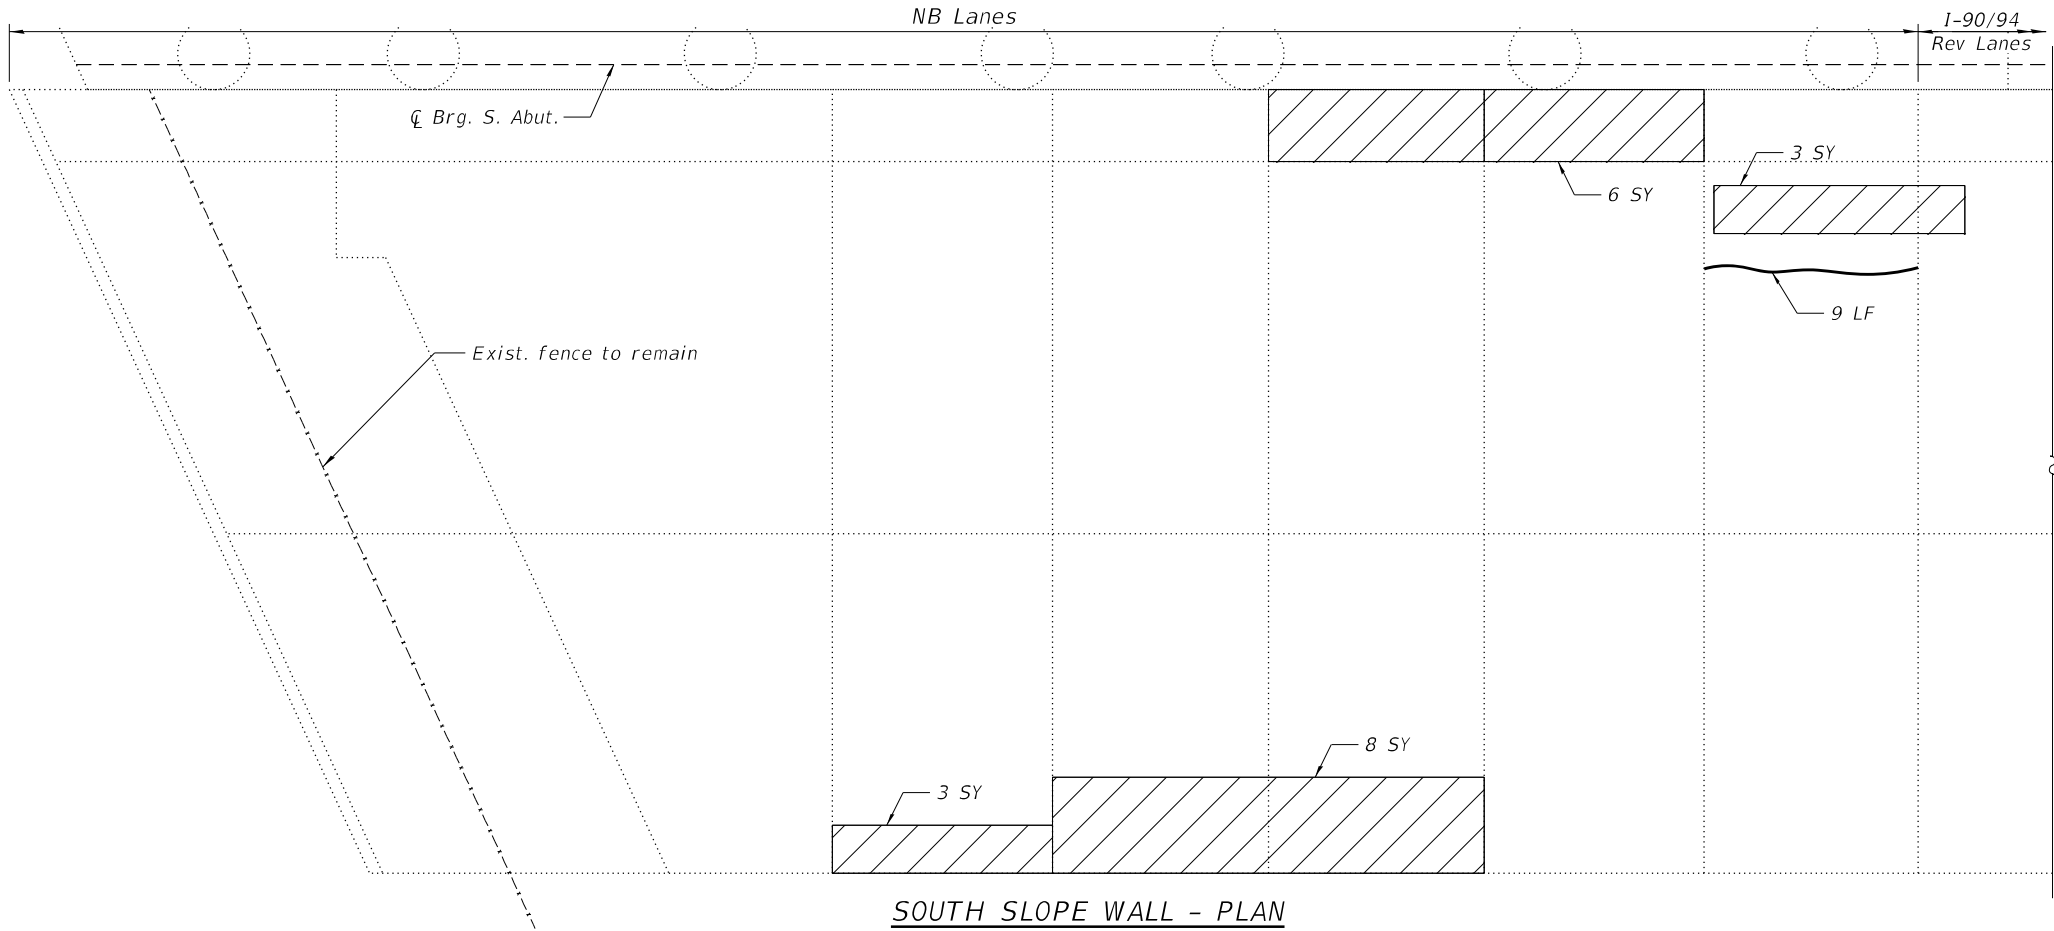 NB Lanes
I-90/94
Rev Lanes
℄ Brg. S. Abut.
3 SY
6 SY
9 LF
Exist. fence to remain
8 SY
3 SY
SOUTH SLOPE WALL - PLAN